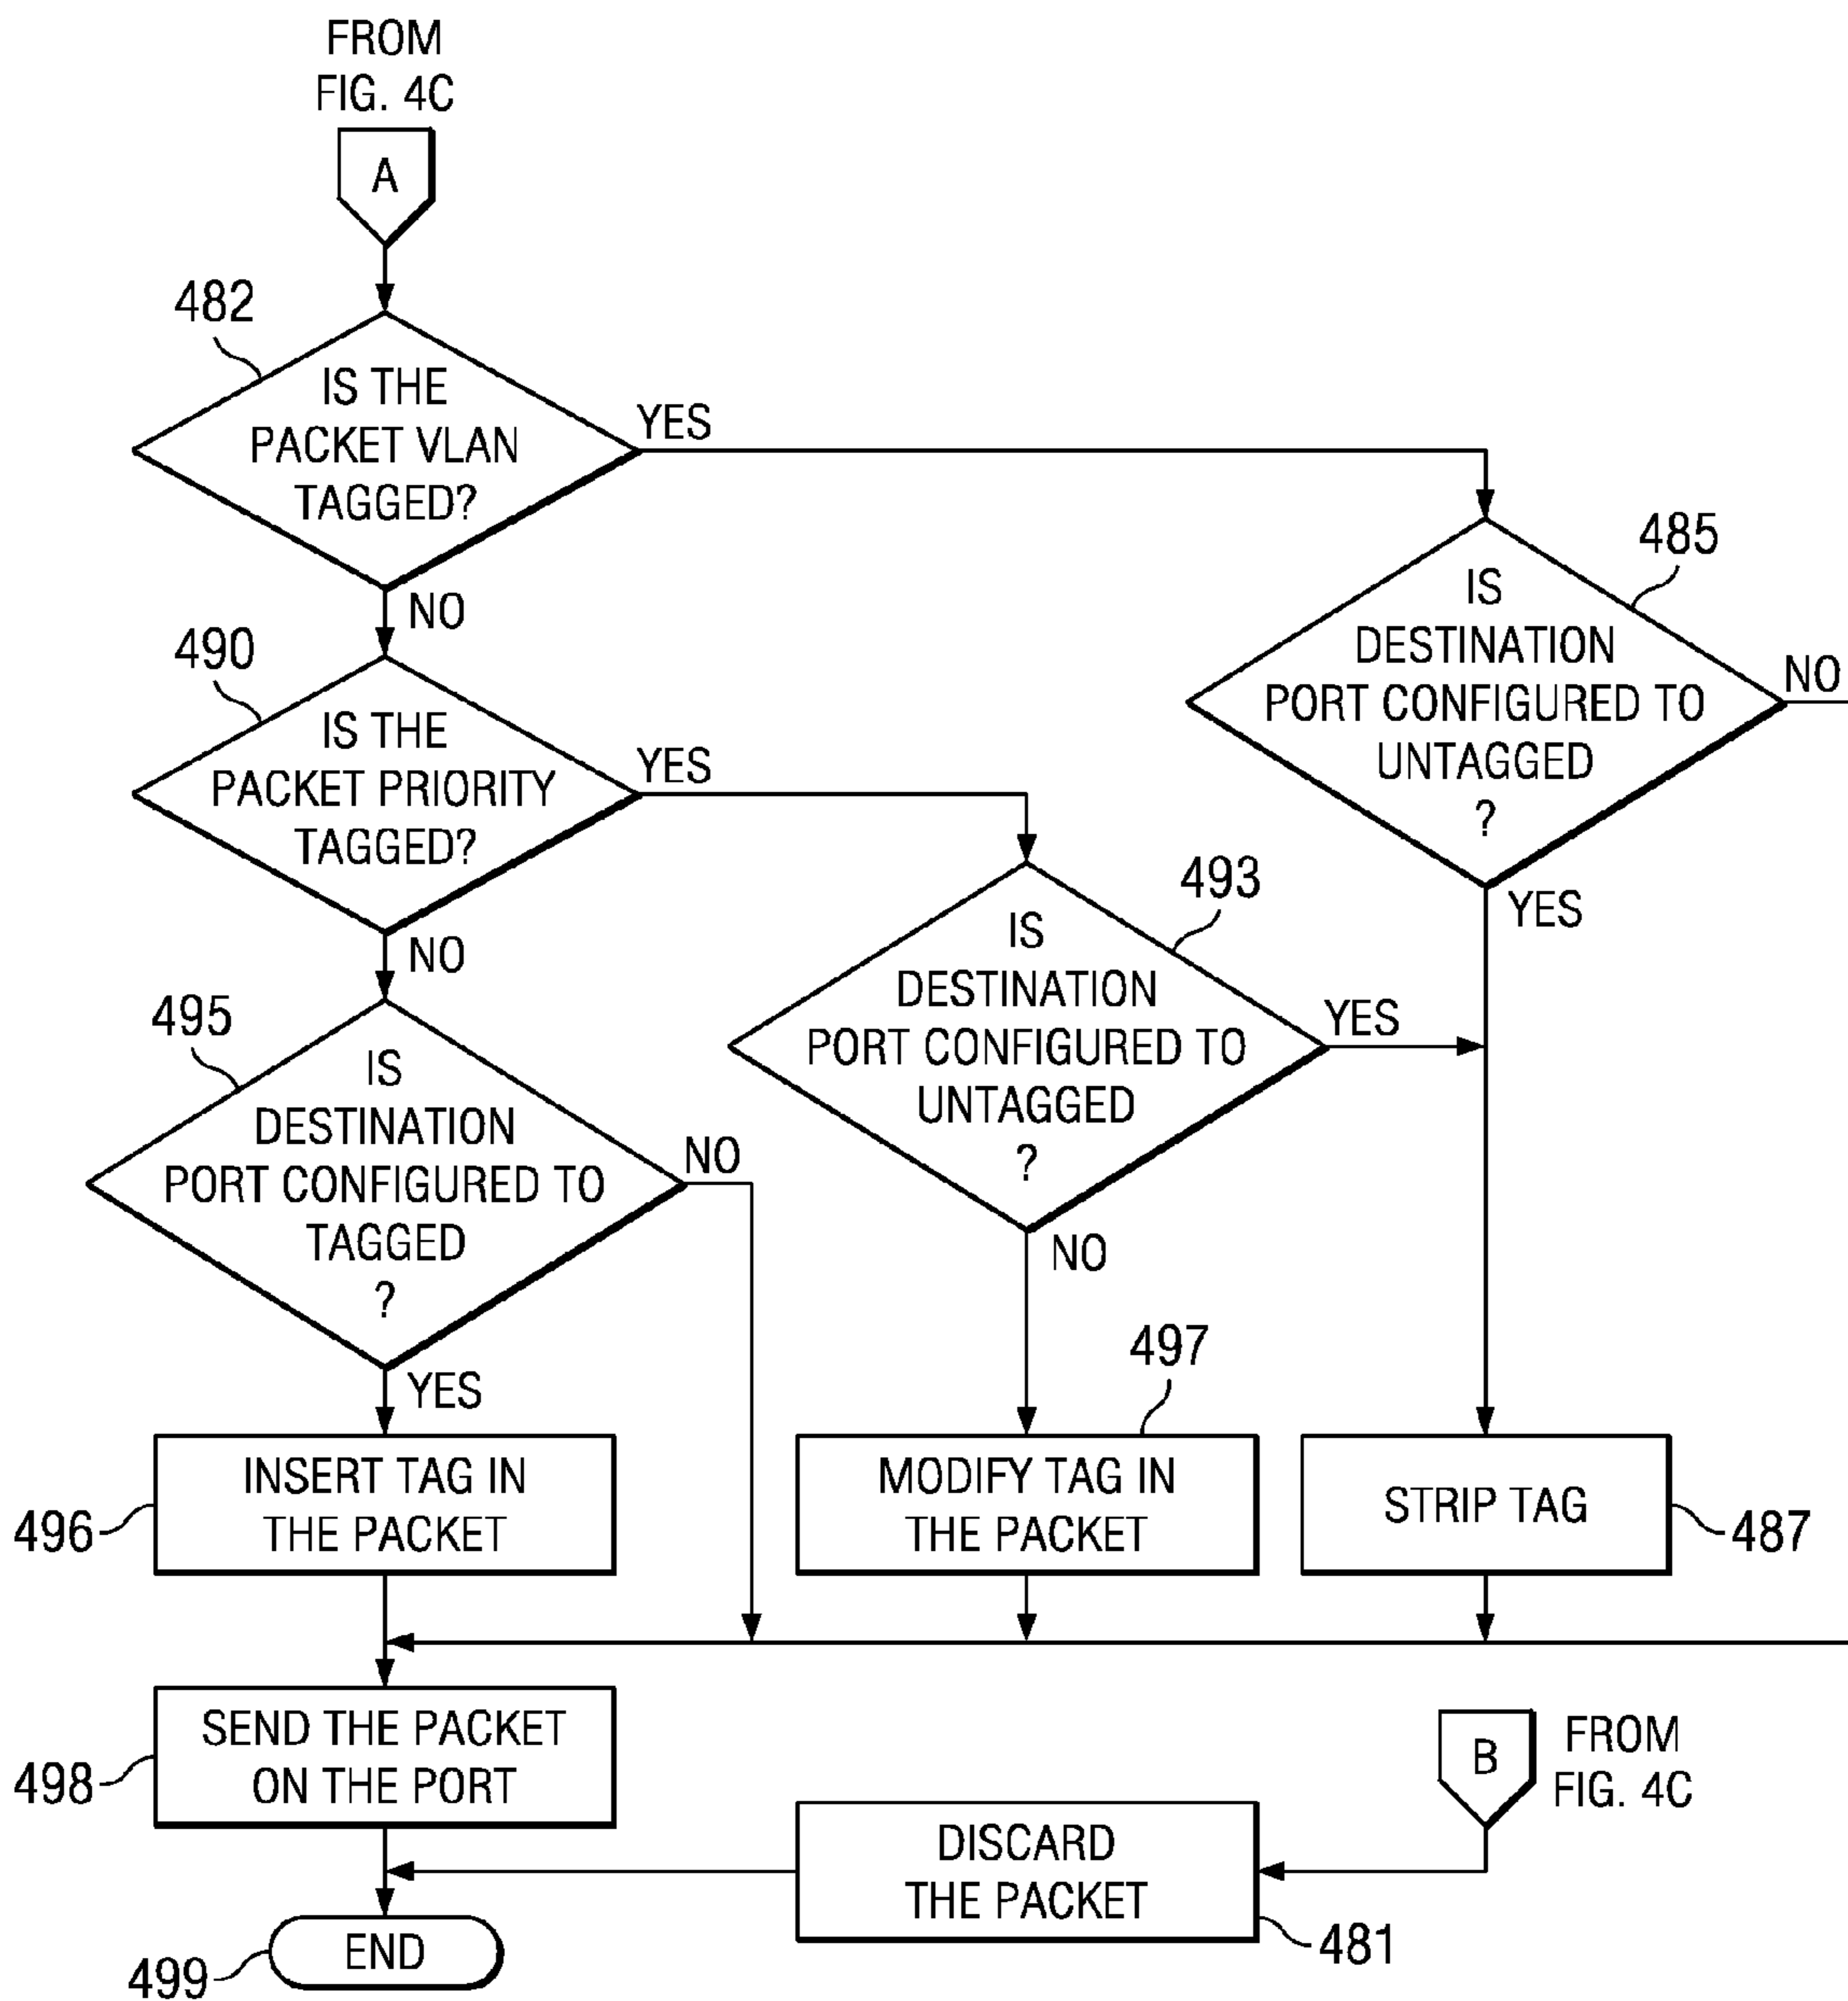 FROM
FIG. 4C
A
482
IS THE
PACKET VLAN
TAGGED?
YES
NO
485
IS
DESTINATION
PORT CONFIGURED TO
UNTAGGED
?
NO
YES
490
IS THE
PACKET PRIORITY
TAGGED?
YES
NO
493
IS
DESTINATION
PORT CONFIGURED TO
UNTAGGED
?
YES
NO
495
IS
DESTINATION
PORT CONFIGURED TO
TAGGED
?
NO
YES
496
INSERT TAG IN
THE PACKET
497
MODIFY TAG IN
THE PACKET
STRIP TAG
487
498
SEND THE PACKET
ON THE PORT
B
FROM
FIG. 4C
DISCARD
THE PACKET
481
499
END